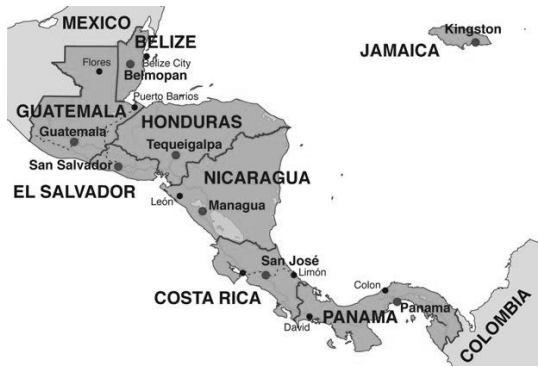 MEXICO
Kingston
JAMAICA
BELIZE
Flores
Belize City
Belmopan
Puerto Barrios
GUATEMALA
HONDURAS
Guatemala
Tequeigalpa
San Salvador
NICARAGUA
EL SALVADOR
León
Managua
San José
Limón
COSTA RICA
Colon
Panama
PANAMA
David
COLOMBIA